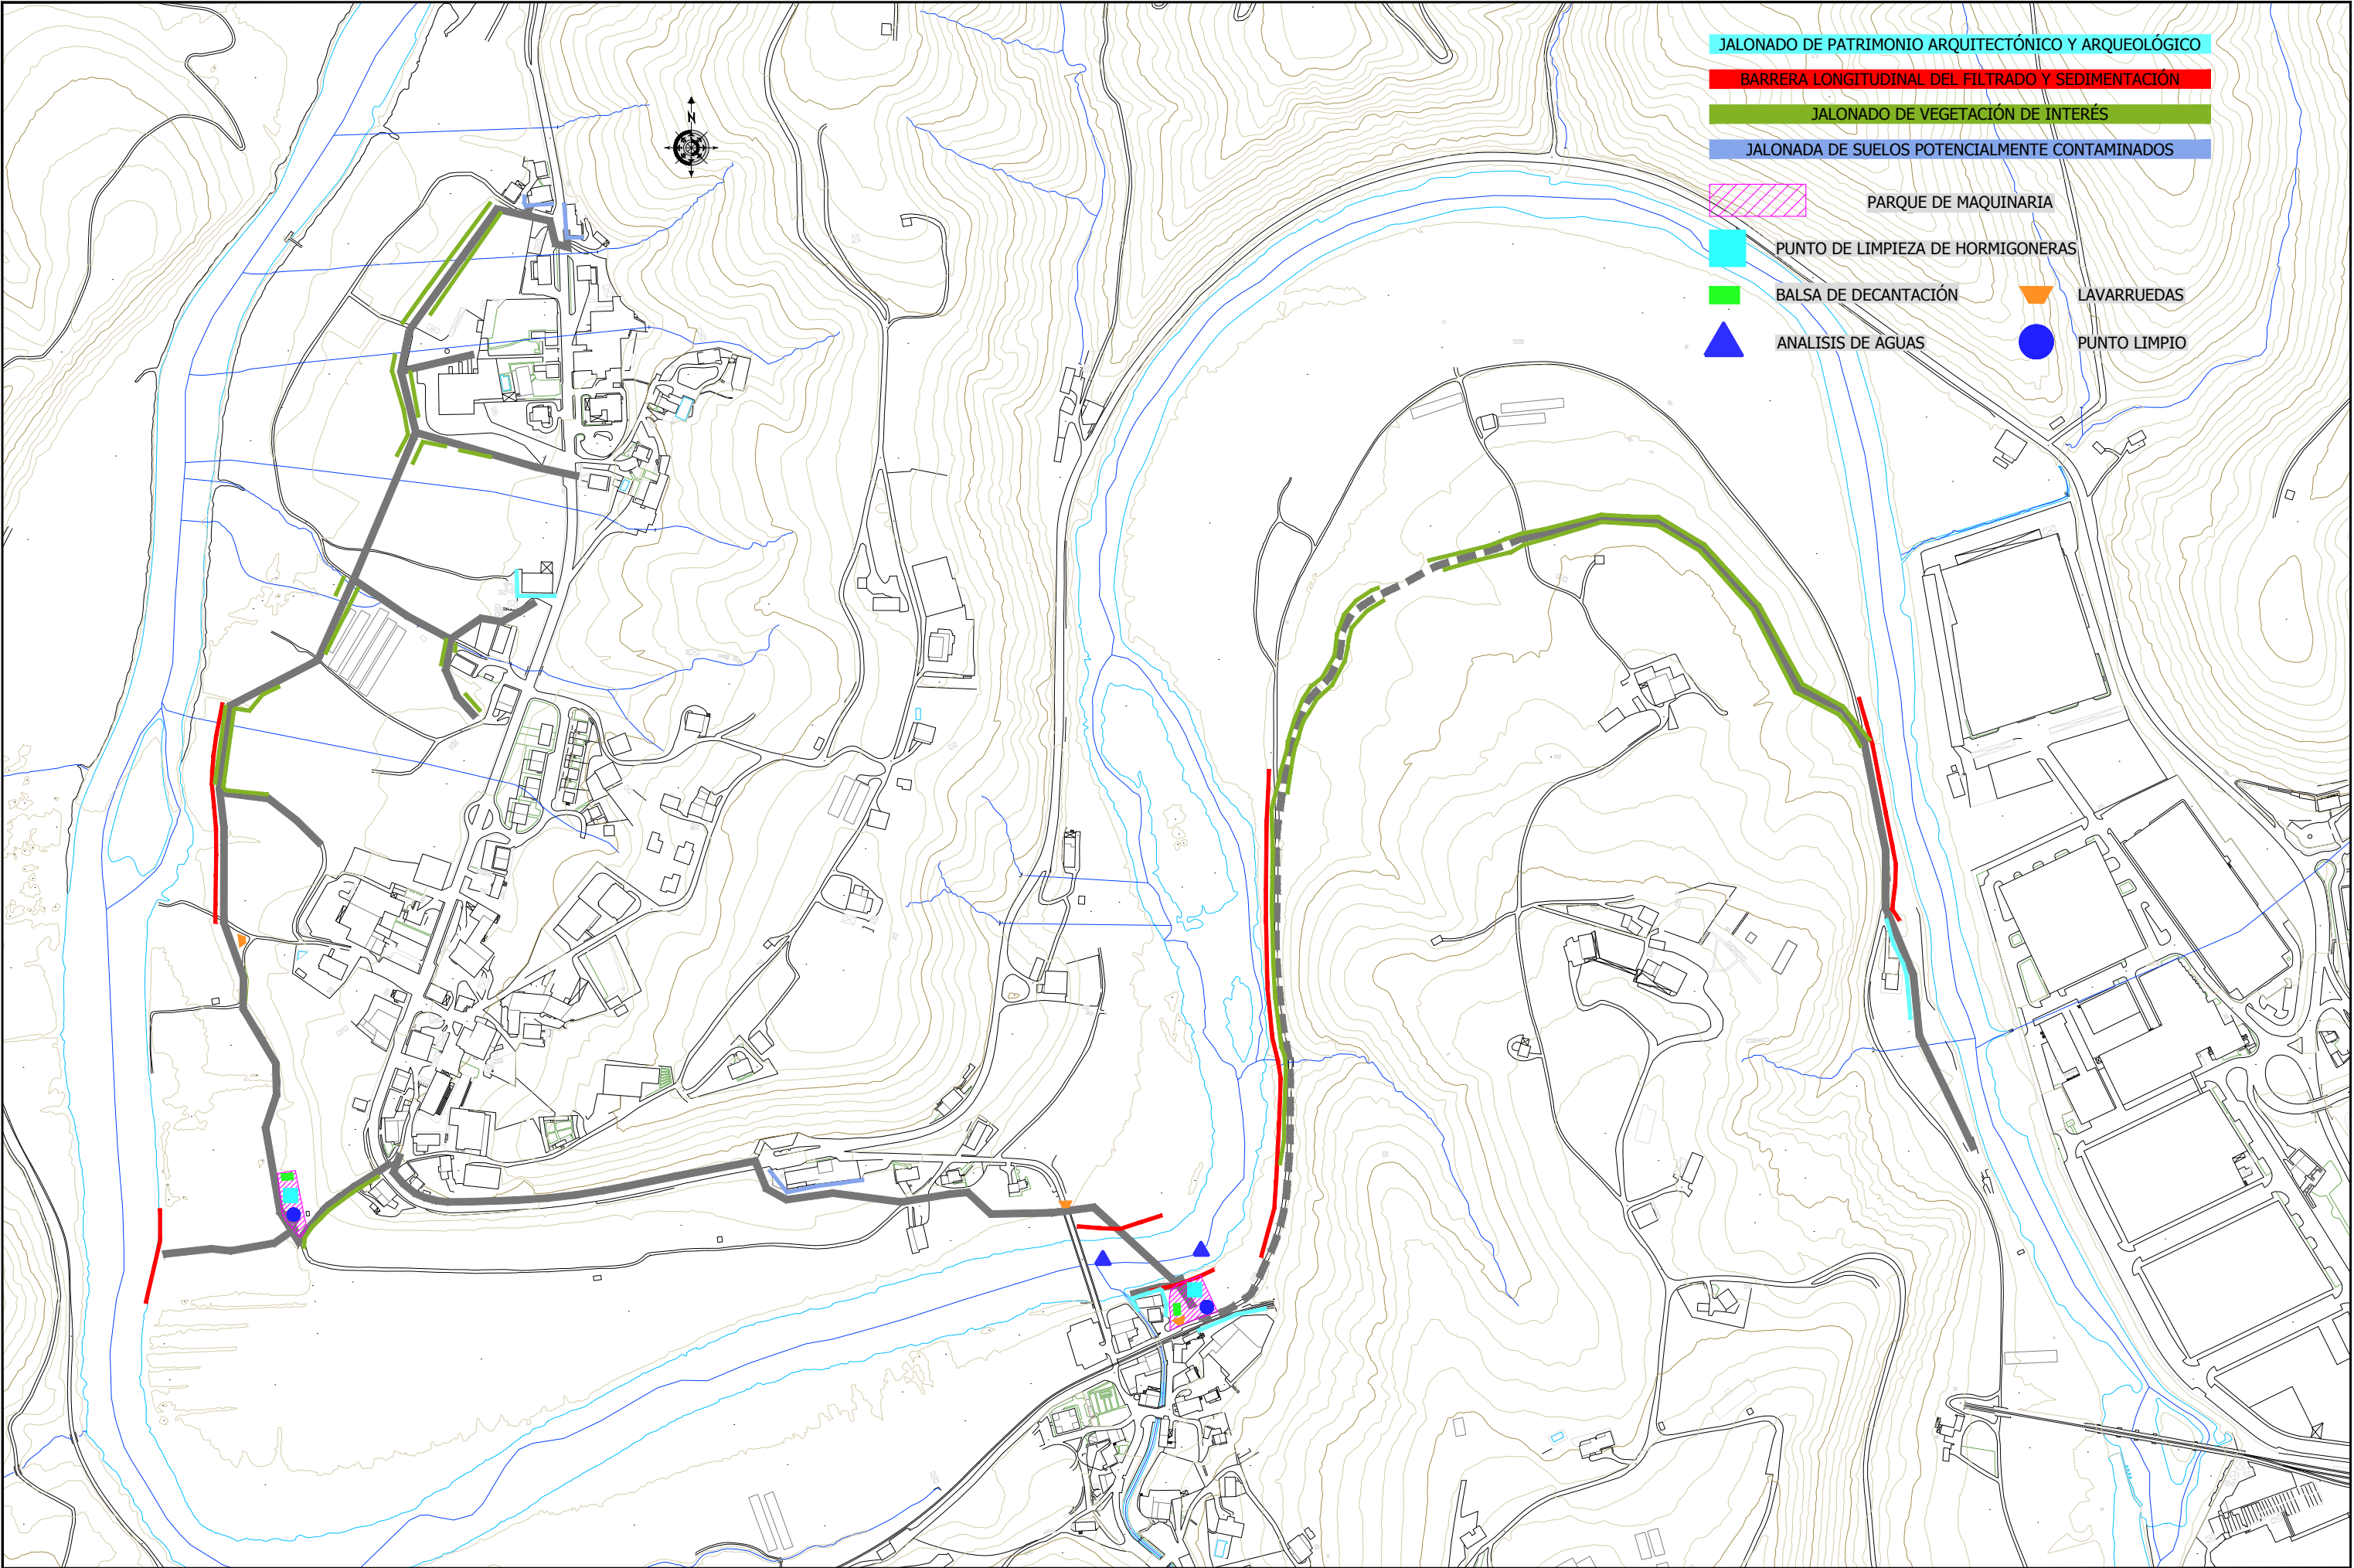 JALONADO DE PATRIMONIO ARQUITECTÓNICO Y ARQUEOLÓGICO
BARRERA LONGITUDINAL DEL FILTRADO Y SEDIMENTACIÓN
JALONADO DE VEGETACIÓN DE INTERÉS
JALONADA DE SUELOS POTENCIALMENTE CONTAMINADOS
N
PARQUE DE MAQUINARIA
PUNTO DE LIMPIEZA DE HORMIGONERAS
BALSA DE DECANTACIÓN
LAVARRUEDAS
ANALISIS DE AGUAS
PUNTO LIMPIO